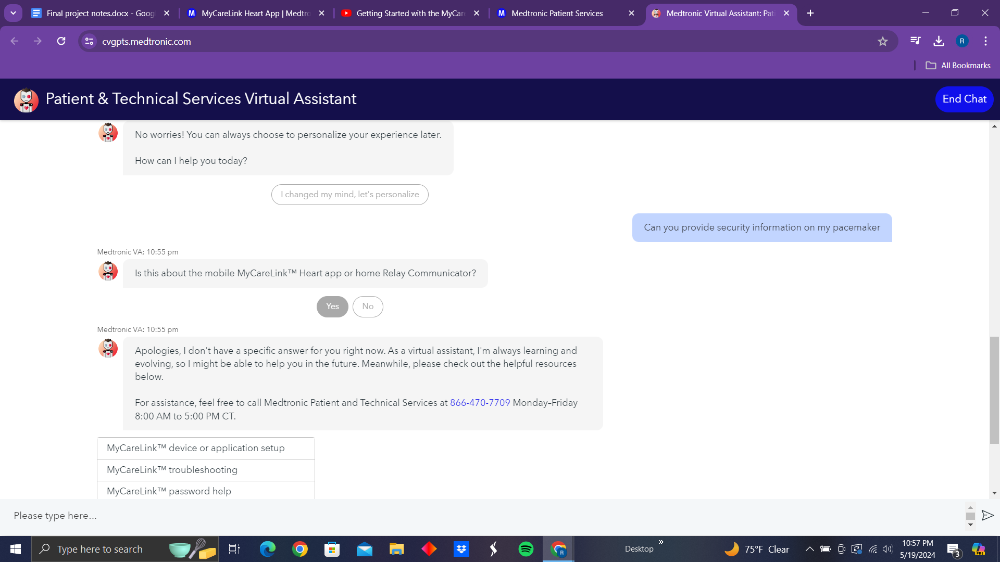 Final project notes.docx - Goog
MyCareLink Heart App | Medtro
Getting Started with the MyCare
Medtronic Patient Services
Medtronic Virtual Assistant: Pati
cvgpts.medtronic.com
R
All Bookmarks
Patient & Technical Services Virtual Assistant
End Chat
No worries! You can always choose to personalize your experience later.
How can I help you today?
I changed my mind, let's personalize
Can you provide security information on my pacemaker
Medtronic VA: 10:55 pm
Is this about the mobile MyCareLink™ Heart app or home Relay Communicator?
Yes
No
Medtronic VA: 10:55 pm
Apologies, I don't have a specific answer for you right now. As a virtual assistant, I'm always learning and
evolving, so I might be able to help you in the future. Meanwhile, please check out the helpful resources
below.
For assistance, feel free to call Medtronic Patient and Technical Services at 866-470-7709 Monday–Friday
8:00 AM to 5:00 PM CT.
MyCareLink™ device or application setup
MyCareLink™ troubleshooting
MyCareLink™ password help
Please type here...
Type here to search
Desktop
75°F Clear
10:57 PM
5/19/2024
3
PRE